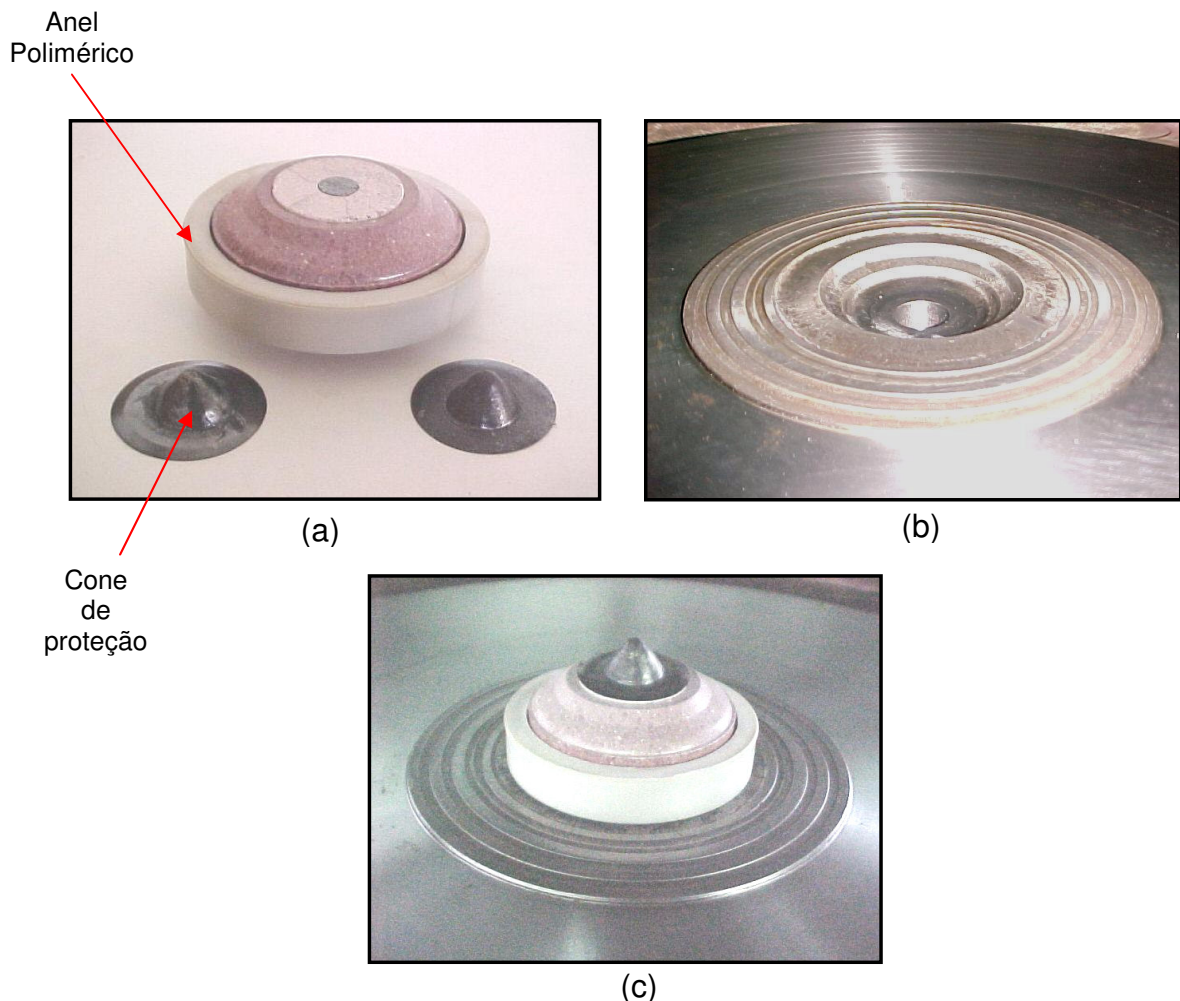 Anel
Polimérico
(a)
(b)
Cone
de
proteção
(c)